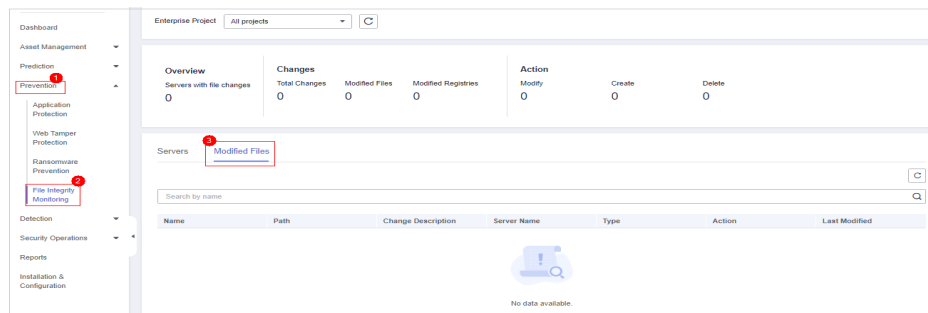 Dashboard
Asset Management
Prediction
1
Prevention
Application
Protection
Web Tamper
Protection
Ransomware
Prevention
2
File Integrity
Monitoring
Detection
Security Operations
Reports
Installation &
Configuration
Enterprise Project All projects
Overview
Servers with file changes
0
Changes
Total Changes Modified Files Modified Registries
0 0 0
Action
Modify Create Delete
0 0 0
3
Servers Modified Files
Search by name
Name Path Change Description Server Name Type Action Last Modified
No data available.